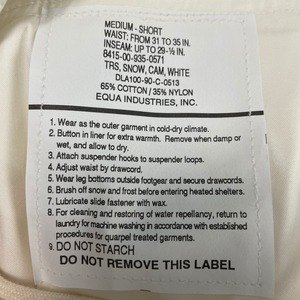 MEDIUM - SHORT
WAIST: FROM 31 TO 35 IN.
INSEAM: UP TO 29-½ IN.
8415-00-935-0571
TRS, SNOW, CAM, WHITE
DLA100-90-C-0513
65% COTTON / 35% NYLON
EQUA INDUSTRIES, INC.
1. Wear as the outer garment in cold-dry climate.
2. Button in liner for extra warmth. Remove when damp or
wet, and allow to dry.
3. Attach suspender hooks to suspender loops.
4. Adjust waist by drawcord.
5. Wear leg bottoms outside footgear and secure drawcords.
6. Brush off snow and frost before entering heated shelters.
7. Lubricate slide fastener with wax.
8. For cleaning and restoring of water repellancy, return to
laundry for machine washing in accordance with established
procedures for quarpel treated garments.
9. DO NOT STARCH
DO NOT REMOVE THIS LABEL